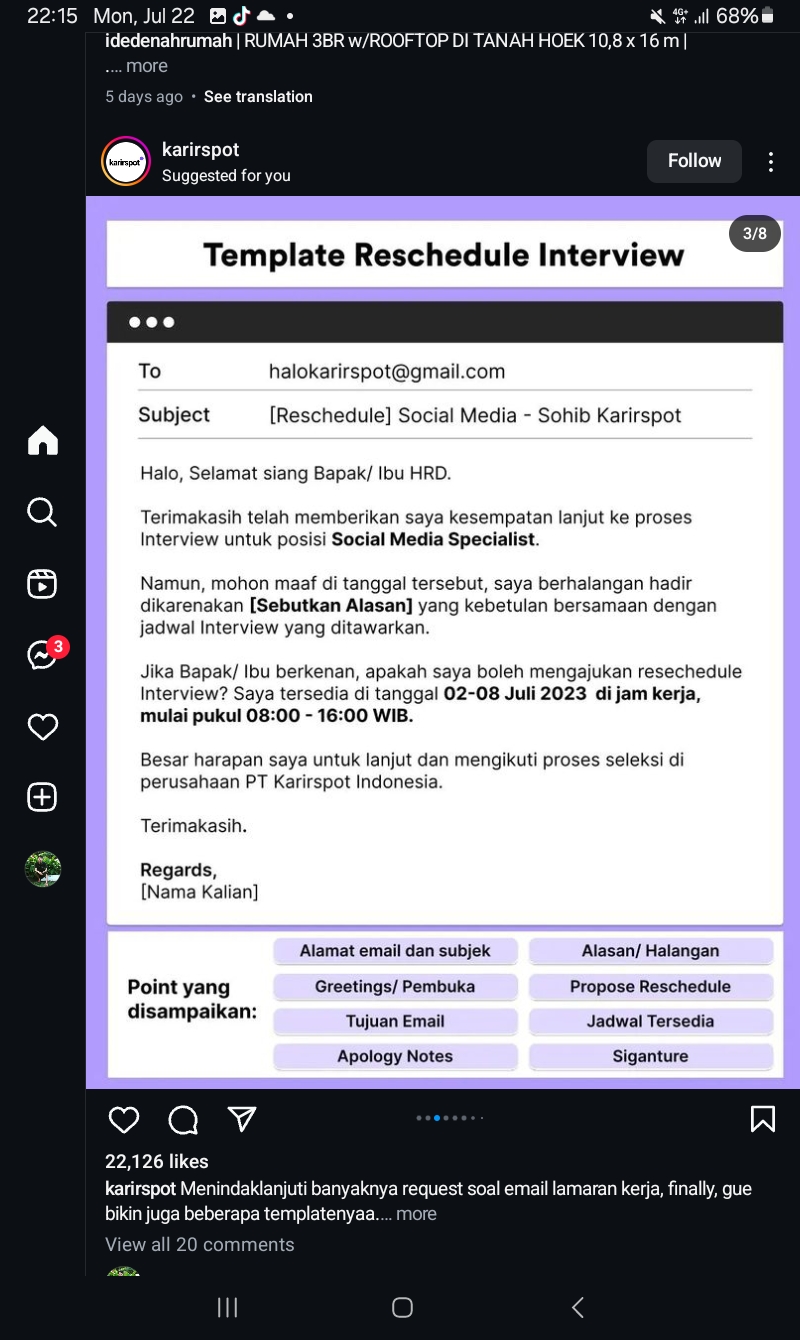 22:15 Mon, Jul 22 68%
idedenahrumah | RUMAH 3BR w/ROOFTOP DI TANAH HOEK 10,8 x 16 m |
.... more
5 days ago • See translation
karirspot
karirspot
Suggested for you
Follow
3/8
Template Reschedule Interview
To halokarirspot@gmail.com
Subject [Reschedule] Social Media - Sohib Karirspot
Halo, Selamat siang Bapak/ Ibu HRD.
Terimakasih telah memberikan saya kesempatan lanjut ke proses
Interview untuk posisi Social Media Specialist.
Namun, mohon maaf di tanggal tersebut, saya berhalangan hadir
dikarenakan [Sebutkan Alasan] yang kebetulan bersamaan dengan
jadwal Interview yang ditawarkan.
Jika Bapak/ Ibu berkenan, apakah saya boleh mengajukan resechedule
Interview? Saya tersedia di tanggal 02-08 Juli 2023 di jam kerja,
mulai pukul 08:00 - 16:00 WIB.
Besar harapan saya untuk lanjut dan mengikuti proses seleksi di
perusahaan PT Karirspot Indonesia.
Terimakasih.
Regards,
[Nama Kalian]
Point yang
disampaikan:
Alamat email dan subjek
Alasan/ Halangan
Greetings/ Pembuka
Propose Reschedule
Tujuan Email
Jadwal Tersedia
Apology Notes
Siganture
3
22,126 likes
karirspot Menindaklanjuti banyaknya request soal email lamaran kerja, finally, gue
bikin juga beberapa templatenyaa.... more
View all 20 comments